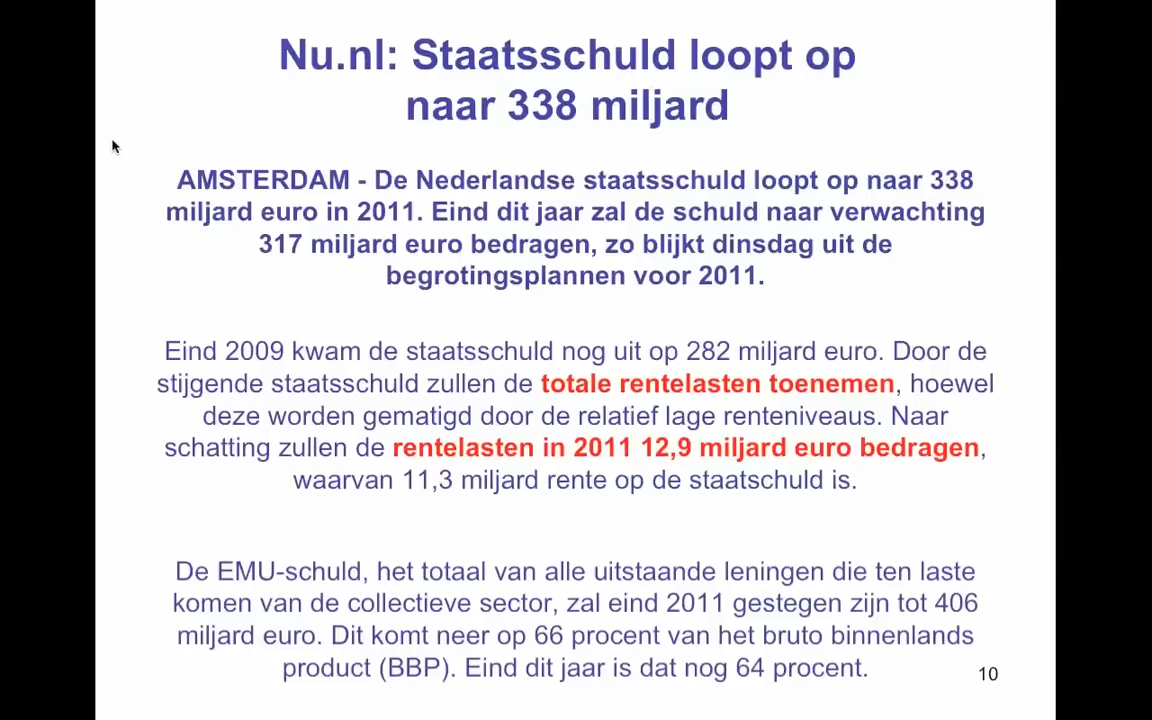 Nu.nl: Staatsschuld loopt op
naar 338 miljard
AMSTERDAM - De Nederlandse staatsschuld loopt op naar 338
miljard euro in 2011. Eind dit jaar zal de schuld naar verwachting
317 miljard euro bedragen, zo blijkt dinsdag uit de
begrotingsplannen voor 2011.
Eind 2009 kwam de staatsschuld nog uit op 282 miljard euro. Door de
stijgende staatsschuld zullen de totale rentelasten toenemen, hoewel
deze worden gematigd door de relatief lage renteniveaus. Naar
schatting zullen de rentelasten in 2011 12,9 miljard euro bedragen,
waarvan 11,3 miljard rente op de staatschuld is.
De EMU-schuld, het totaal van alle uitstaande leningen die ten laste
komen van de collectieve sector, zal eind 2011 gestegen zijn tot 406
miljard euro. Dit komt neer op 66 procent van het bruto binnenlands
product (BBP). Eind dit jaar is dat nog 64 procent.
10